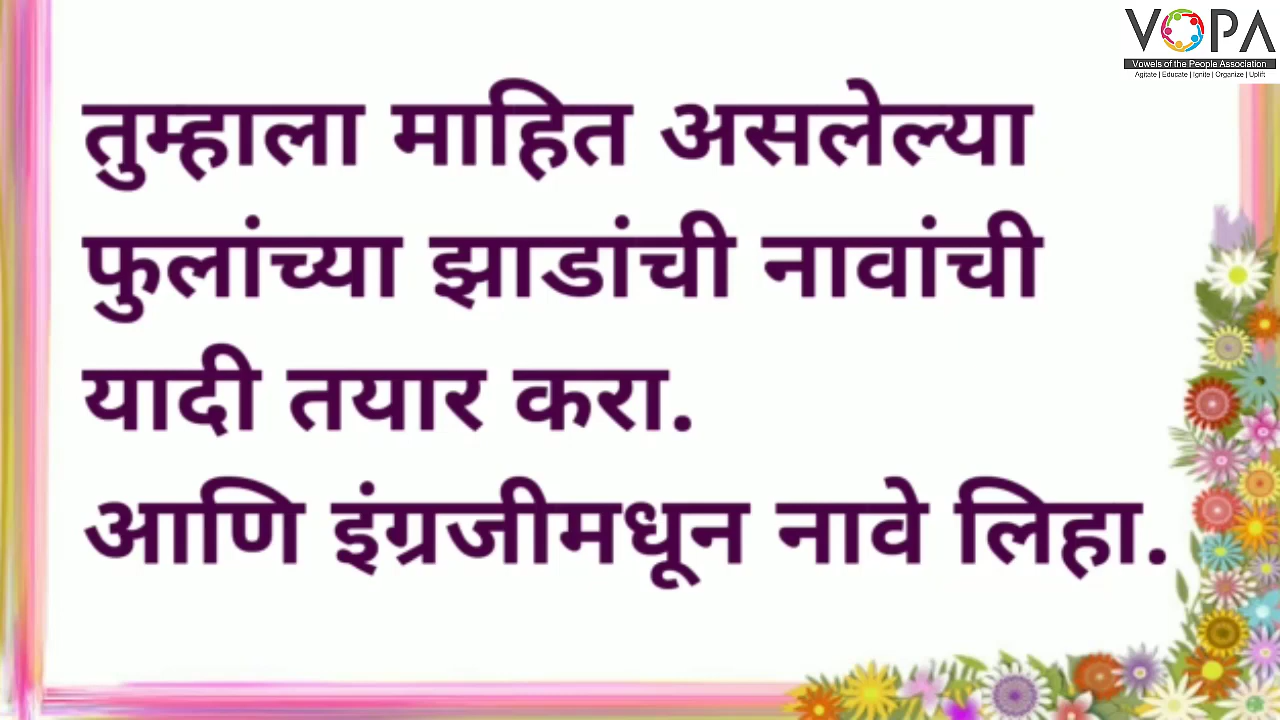 VOPA
Vowels of the People Association
Agitate | Educate | Ignite | Organize | Uplift
तुम्हाला माहित असलेल्या
फुलांच्या झाडांची नावांची
यादी तयार करा.
आणि इंग्रजीमधून नावे लिहा.